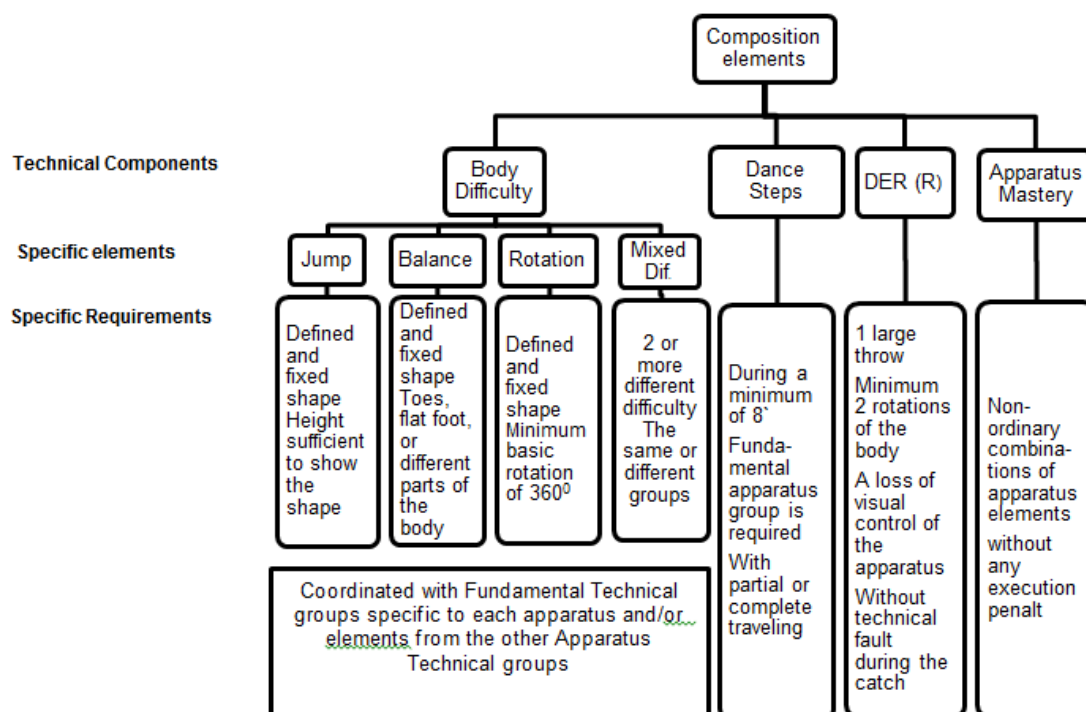 Composition
elements
Technical Components
Body
Difficulty
Dance
Steps
DER (R)
Apparatus
Mastery
Specific elements
Jump
Balance
Rotation
Mixed
Dif.
Specific Requirements
Defined
and
fixed
shape
Height
sufficient
to show
the
shape
Defined
and
fixed
shape
Toes,
flat foot,
or
different
parts of
the
body
Defined
and
fixed
shape
Minimum
basic
rotation
of 360⁰
2 or
more
different
difficulty
The
same or
different
groups
During a
minimum
of 8`
Funda-
mental
apparatus
group is
required
With
partial or
complete
traveling
1 large
throw
Minimum
2 rotations
of the
body
A loss of
visual
control of
the
apparatus
Without
technical
fault
during the
catch
Non-
ordinary
combina-
tions of
apparatus
elements
without
any
execution
penalt
Coordinated with Fundamental Technical
groups specific to each apparatus and/or
elements from the other Apparatus
Technical groups